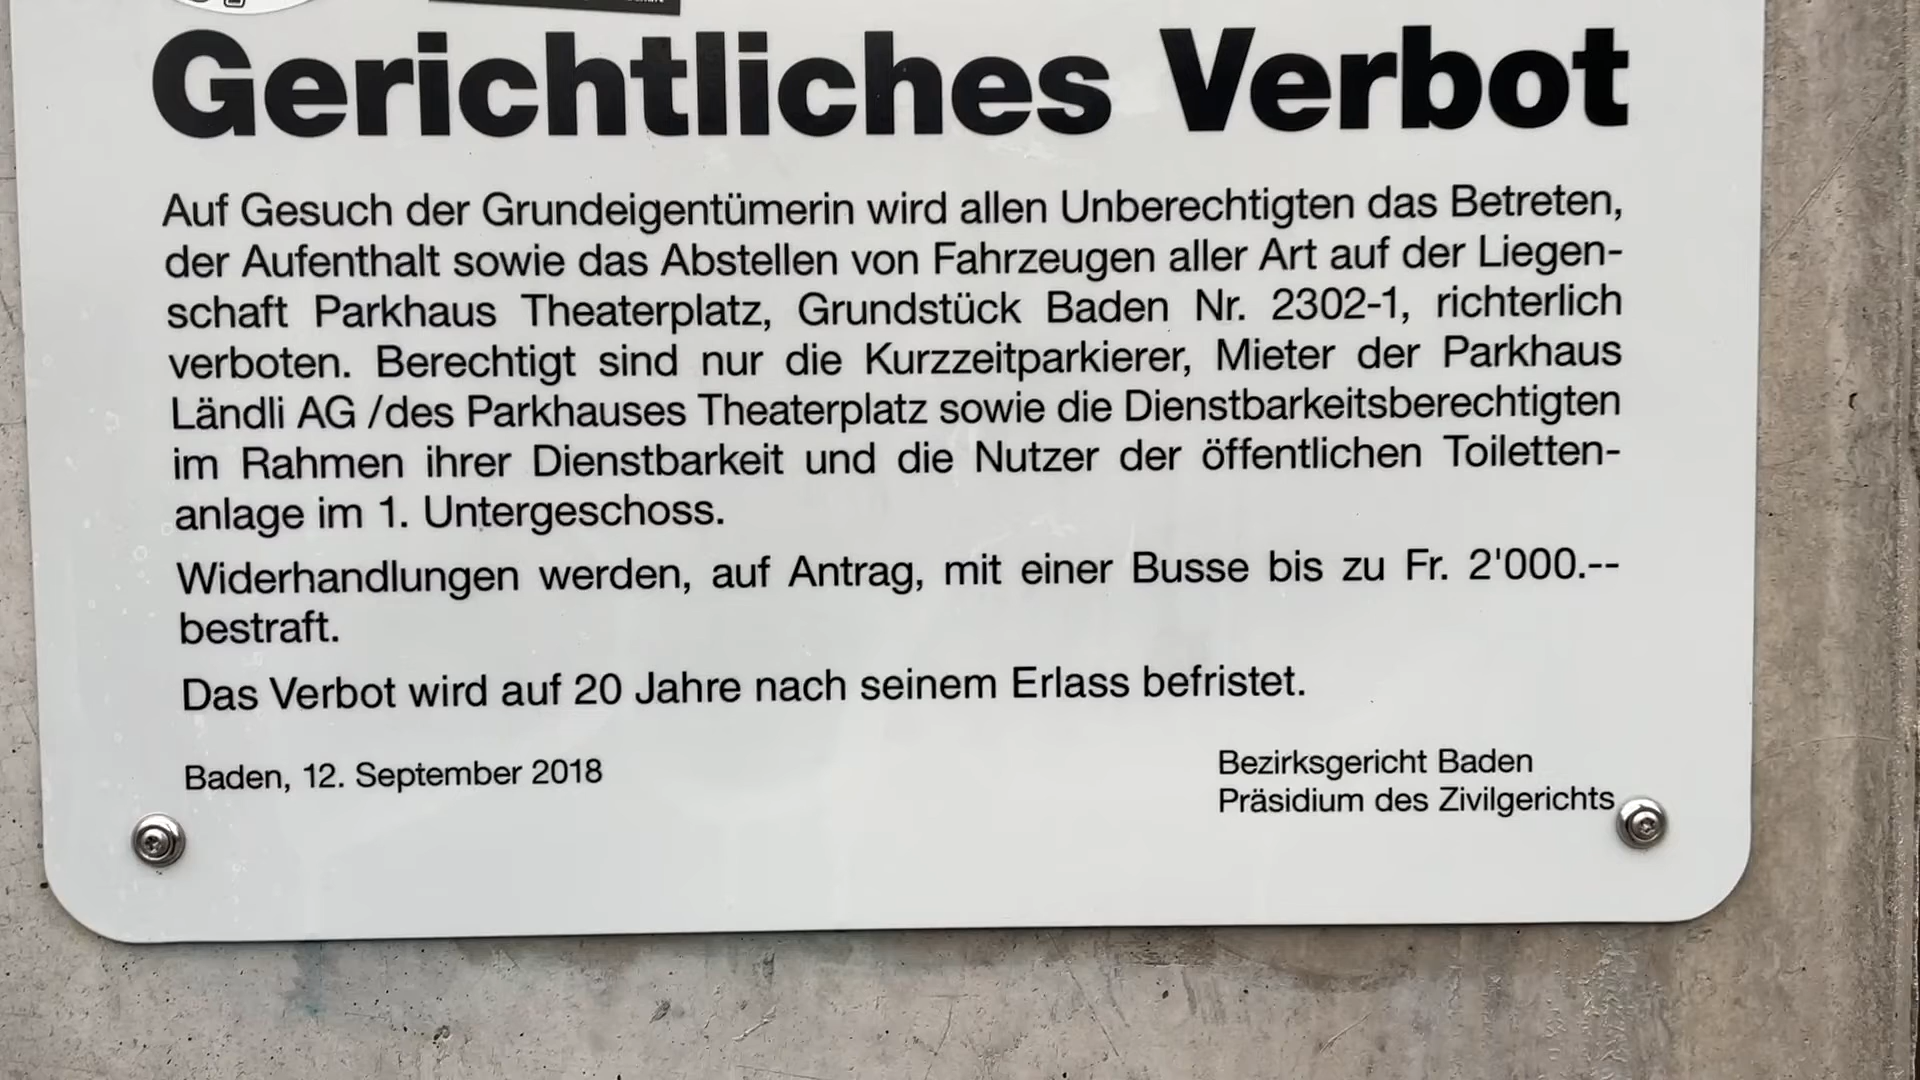 Gerichtliches Verbot
Auf Gesuch der Grundeigentümerin wird allen Unberechtigten das Betreten,
der Aufenthalt sowie das Abstellen von Fahrzeugen aller Art auf der Liegen-
schaft Parkhaus Theaterplatz, Grundstück Baden Nr. 2302-1, richterlich
verboten. Berechtigt sind nur die Kurzzeitparkierer, Mieter der Parkhaus
Ländli AG /des Parkhauses Theaterplatz sowie die Dienstbarkeitsberechtigten
im Rahmen ihrer Dienstbarkeit und die Nutzer der öffentlichen Toiletten-
anlage im 1. Untergeschoss.
Widerhandlungen werden, auf Antrag, mit einer Busse bis zu Fr. 2'000.--
bestraft.
Das Verbot wird auf 20 Jahre nach seinem Erlass befristet.
Baden, 12. September 2018
Bezirksgericht Baden
Präsidium des Zivilgerichts